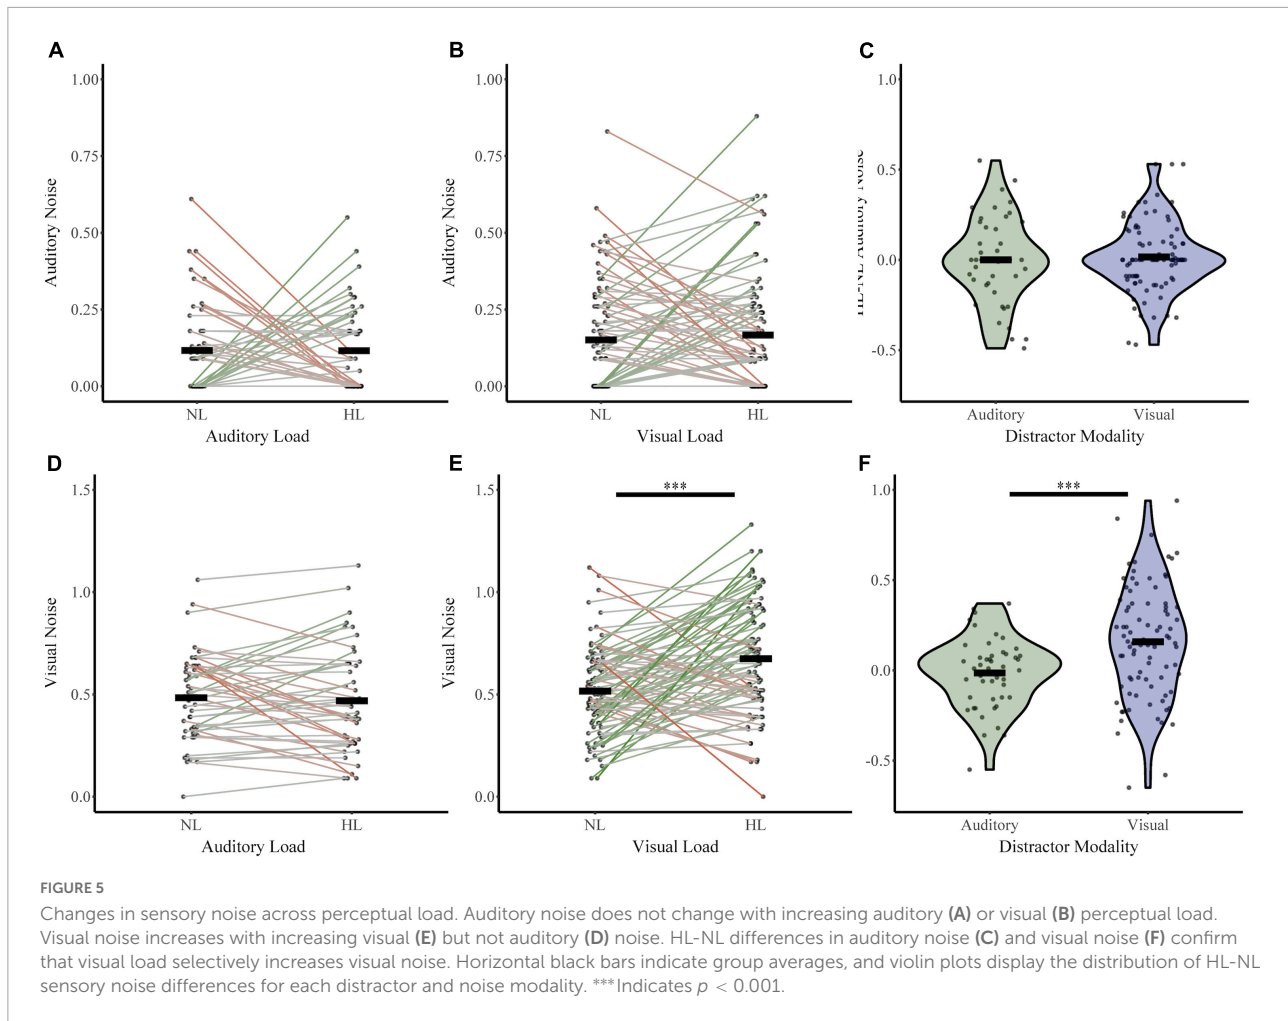 A
1.00
0.75
0.50
0.25
0.00
Auditory Noise
NL
HL
Auditory Load
B
1.00
0.75
0.50
0.25
0.00
Auditory Noise
NL
HL
Visual Load
C
1.0
0.5
0.0
-0.5
HL-NL Auditory Noise
Auditory
Visual
Distractor Modality
D
1.5
1.0
0.5
0.0
Visual Noise
NL
HL
Auditory Load
E
***
1.5
1.0
0.5
0.0
Visual Noise
NL
HL
Visual Load
F
***
1.0
0.5
0.0
-0.5
Auditory
Visual
Distractor Modality
FIGURE 5
Changes in sensory noise across perceptual load. Auditory noise does not change with increasing auditory (A) or visual (B) perceptual load.
Visual noise increases with increasing visual (E) but not auditory (D) noise. HL-NL differences in auditory noise (C) and visual noise (F) confirm
that visual load selectively increases visual noise. Horizontal black bars indicate group averages, and violin plots display the distribution of HL-NL
sensory noise differences for each distractor and noise modality. ***Indicates p < 0.001.